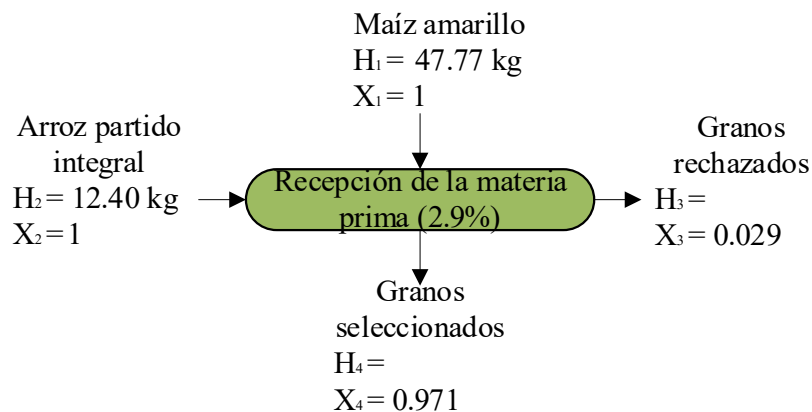 Maíz amarillo
H₁ = 47.77 kg
X₁ = 1
Arroz partido
integral
H₂ = 12.40 kg
X₂ = 1
Recepción de la materia
prima (2.9%)
Granos
rechazados
H₃ =
X₃ = 0.029
Granos
seleccionados
H₄ =
X₄ = 0.971